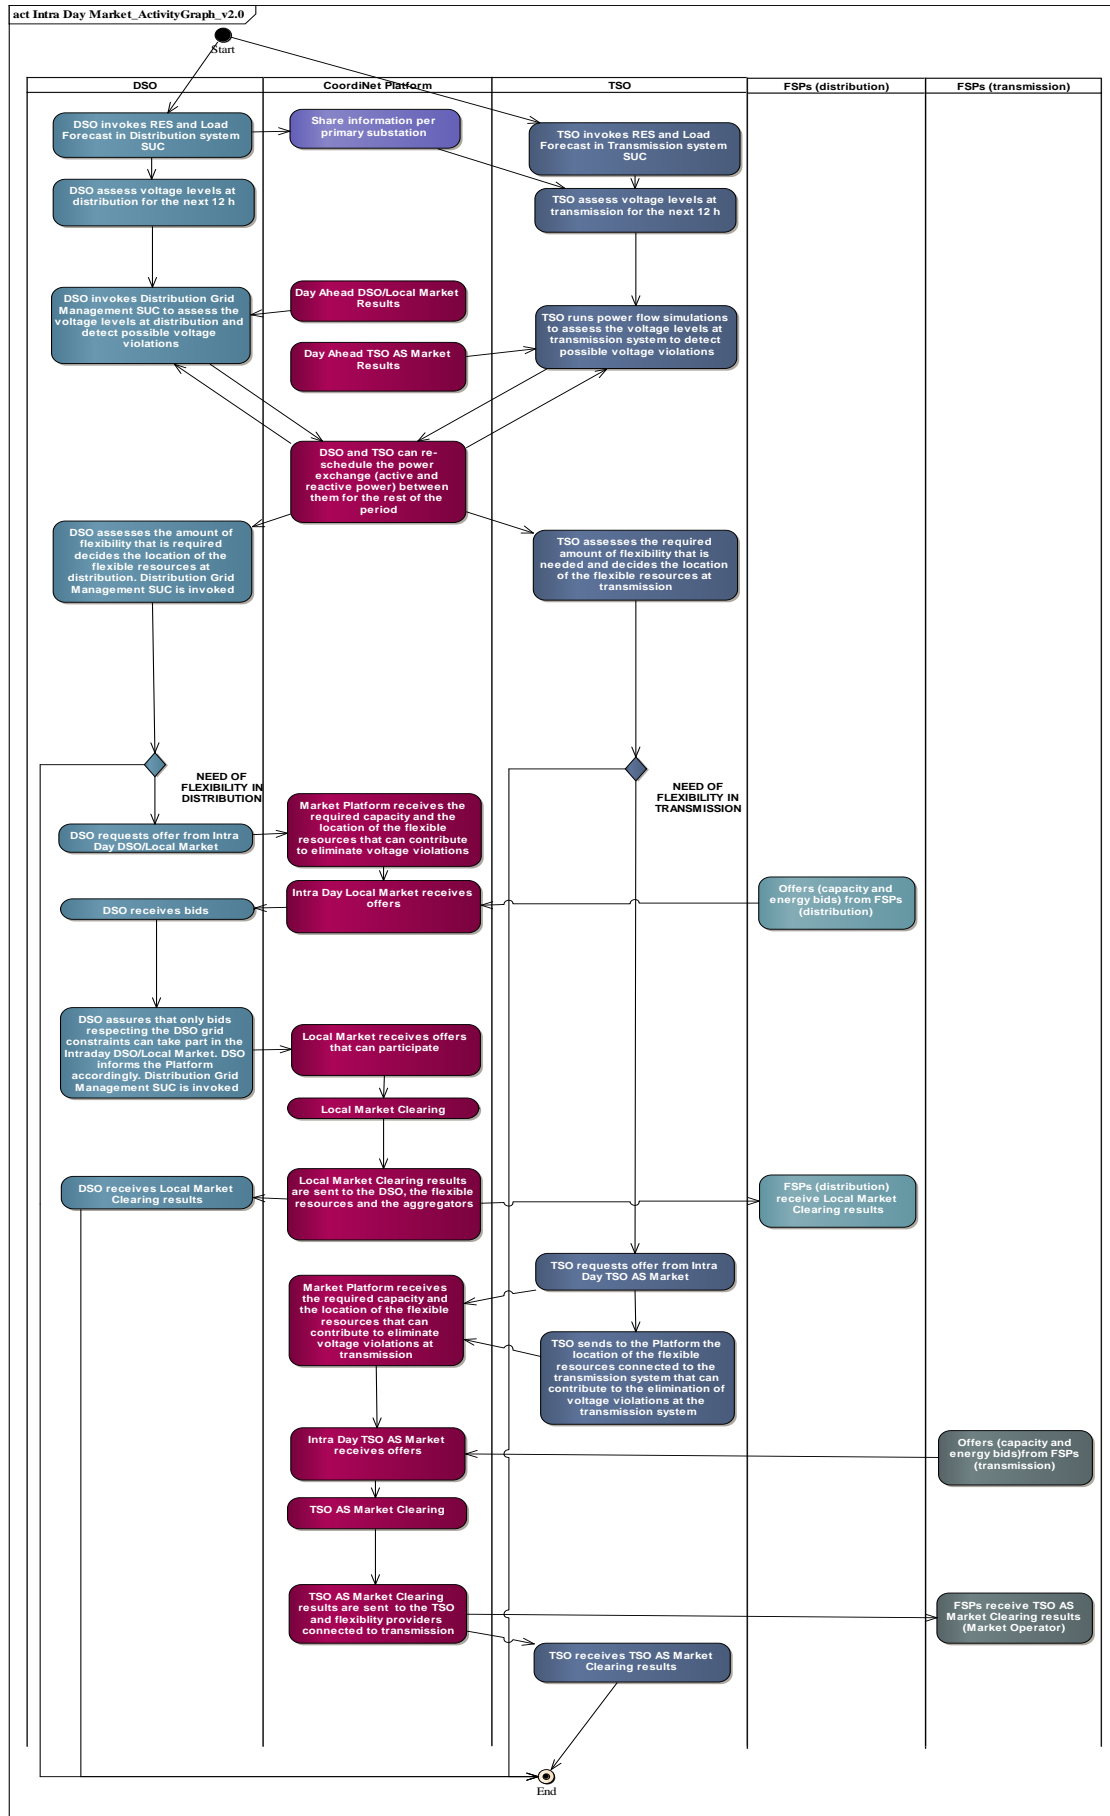 act Intra Day Market_ActivityGraph_v2.0
Start
DSO
CoordiNet Platform
TSO
FSPs (distribution)
FSPs (transmission)
DSO invokes RES and Load
Forecast in Distribution system
SUC
Share information per
primary substation
TSO invokes RES and Load
Forecast in Transmission system
SUC
DSO assess voltage levels at
distribution for the next 12 h
TSO assess voltage levels at
transmission for the next 12 h
DSO invokes Distribution Grid
Management SUC to assess the
voltage levels at distribution and
detect possible voltage
violations
Day Ahead DSO/Local Market
Results
Day Ahead TSO AS Market
Results
TSO runs power flow simulations
to assess the voltage levels at
transmission system to detect
possible voltage violations
DSO and TSO can re-
schedule the power
exchange (active and
reactive power) between
them for the rest of the
period
DSO assesses the amount of
flexibility that is required
decides the location of the
flexible resources at
distribution. Distribution Grid
Management SUC is invoked
TSO assesses the required
amount of flexibility that is
needed and decides the location
of the flexible resources at
transmission
NEED OF
FLEXIBILITY IN
DISTRIBUTION
NEED OF
FLEXIBILITY IN
TRANSMISSION
DSO requests offer from Intra
Day DSO/Local Market
Market Platform receives the
required capacity and the
location of the flexible
resources that can contribute
to eliminate voltage violations
Intra Day Local Market receives
offers
DSO receives bids
Offers (capacity and
energy bids) from FSPs
(distribution)
DSO assures that only bids
respecting the DSO grid
constraints can take part in the
Intraday DSO/Local Market. DSO
informs the Platform
accordingly. Distribution Grid
Management SUC is invoked
Local Market receives offers
that can participate
Local Market Clearing
DSO receives Local Market
Clearing results
Local Market Clearing results
are sent to the DSO, the flexible
resources and the aggregators
FSPs (distribution)
receive Local Market
Clearing results
TSO requests offer from Intra
Day TSO AS Market
Market Platform receives
the required capacity and
the location of the flexible
resources that can
contribute to eliminate
voltage violations at
transmission
TSO sends to the Platform the
location of the flexible
resources connected to the
transmission system that can
contribute to the elimination of
voltage violations at the
transmission system
Intra Day TSO AS Market
receives offers
Offers (capacity and
energy bids)from FSPs
(transmission)
TSO AS Market Clearing
TSO AS Market Clearing
results are sent  to the TSO
and flexiblity providers
connected to transmission
FSPs receive TSO AS
Market Clearing results
(Market Operator)
TSO receives TSO AS Market
Clearing results
End